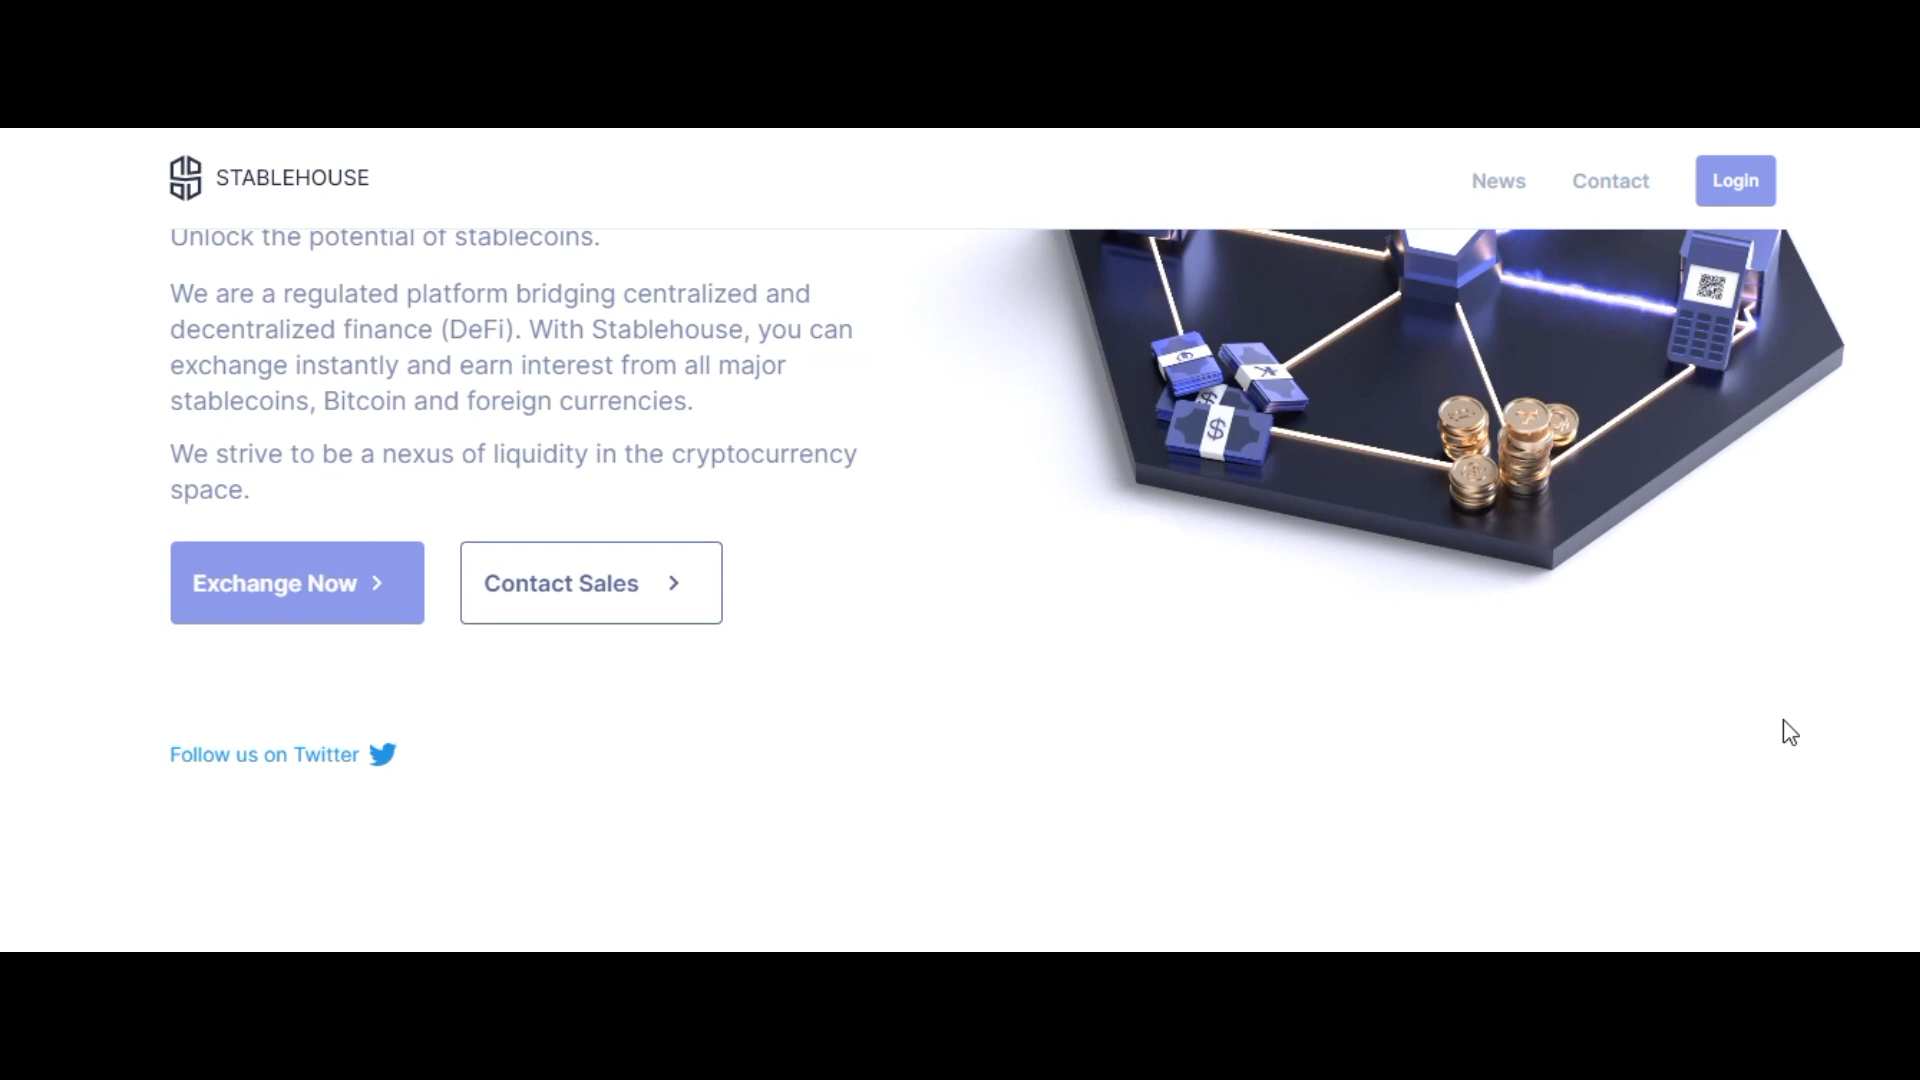 STABLEHOUSE
News
Contact
Login
Unlock the potential of stablecoins.
We are a regulated platform bridging centralized and
decentralized finance (DeFi). With Stablehouse, you can
exchange instantly and earn interest from all major
stablecoins, Bitcoin and foreign currencies.
We strive to be a nexus of liquidity in the cryptocurrency
space.
Exchange Now
Contact Sales
Follow us on Twitter